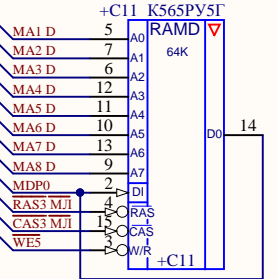 +C11 К565РУ5Г
MA1 D 5 A0 RAMD
MA2 D 7 A1 64K
MA3 D 6 A2
MA4 D 12 A3
MA5 D 11 A4
MA6 D 10 A5 D0 14
MA7 D 13 A6
MA8 D 9 A7
MDP0 2 DI
RAS3 МЛ 4 RAS
CAS3 МЛ 15 CAS
WE5 3 W/R
+C11